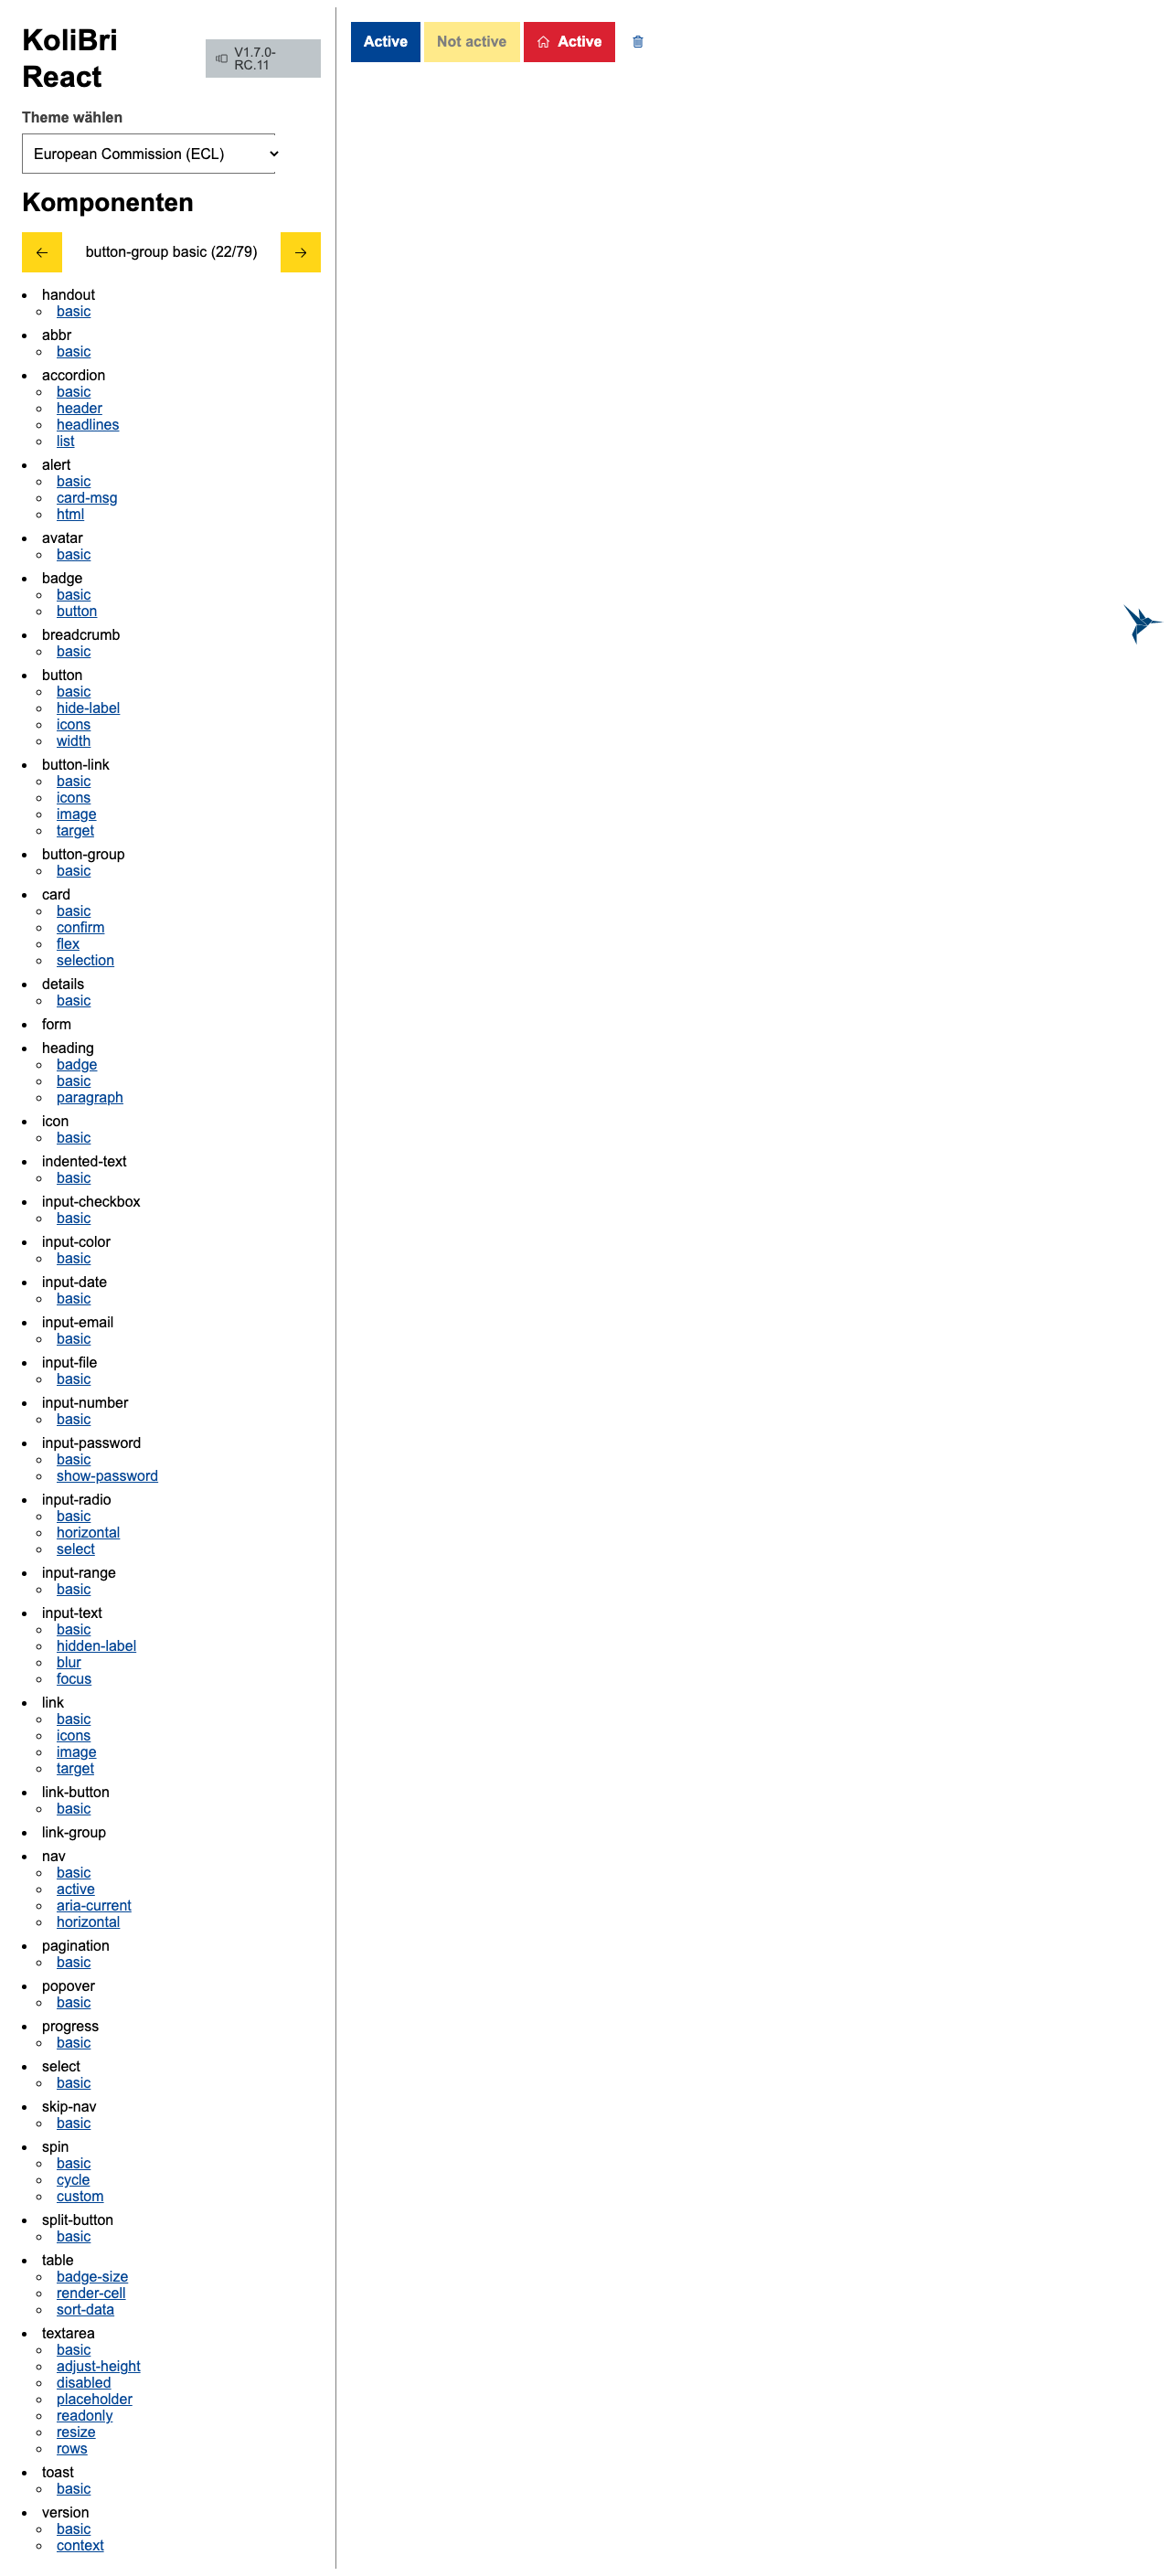 KoliBri
React
V1.7.0-
RC.11
Theme wählen
European Commission (ECL)
Komponenten
button-group basic (22/79)
handout
basic
abbr
basic
accordion
basic
header
headlines
list
alert
basic
card-msg
html
avatar
basic
badge
basic
button
breadcrumb
basic
button
basic
hide-label
icons
width
button-link
basic
icons
image
target
button-group
basic
card
basic
confirm
flex
selection
details
basic
form
heading
badge
basic
paragraph
icon
basic
indented-text
basic
input-checkbox
basic
input-color
basic
input-date
basic
input-email
basic
input-file
basic
input-number
basic
input-password
basic
show-password
input-radio
basic
horizontal
select
input-range
basic
input-text
basic
hidden-label
blur
focus
link
basic
icons
image
target
link-button
basic
link-group
nav
basic
active
aria-current
horizontal
pagination
basic
popover
basic
progress
basic
select
basic
skip-nav
basic
spin
basic
cycle
custom
split-button
basic
table
badge-size
render-cell
sort-data
textarea
basic
adjust-height
disabled
placeholder
readonly
resize
rows
toast
basic
version
basic
context
Active
Not active
Active